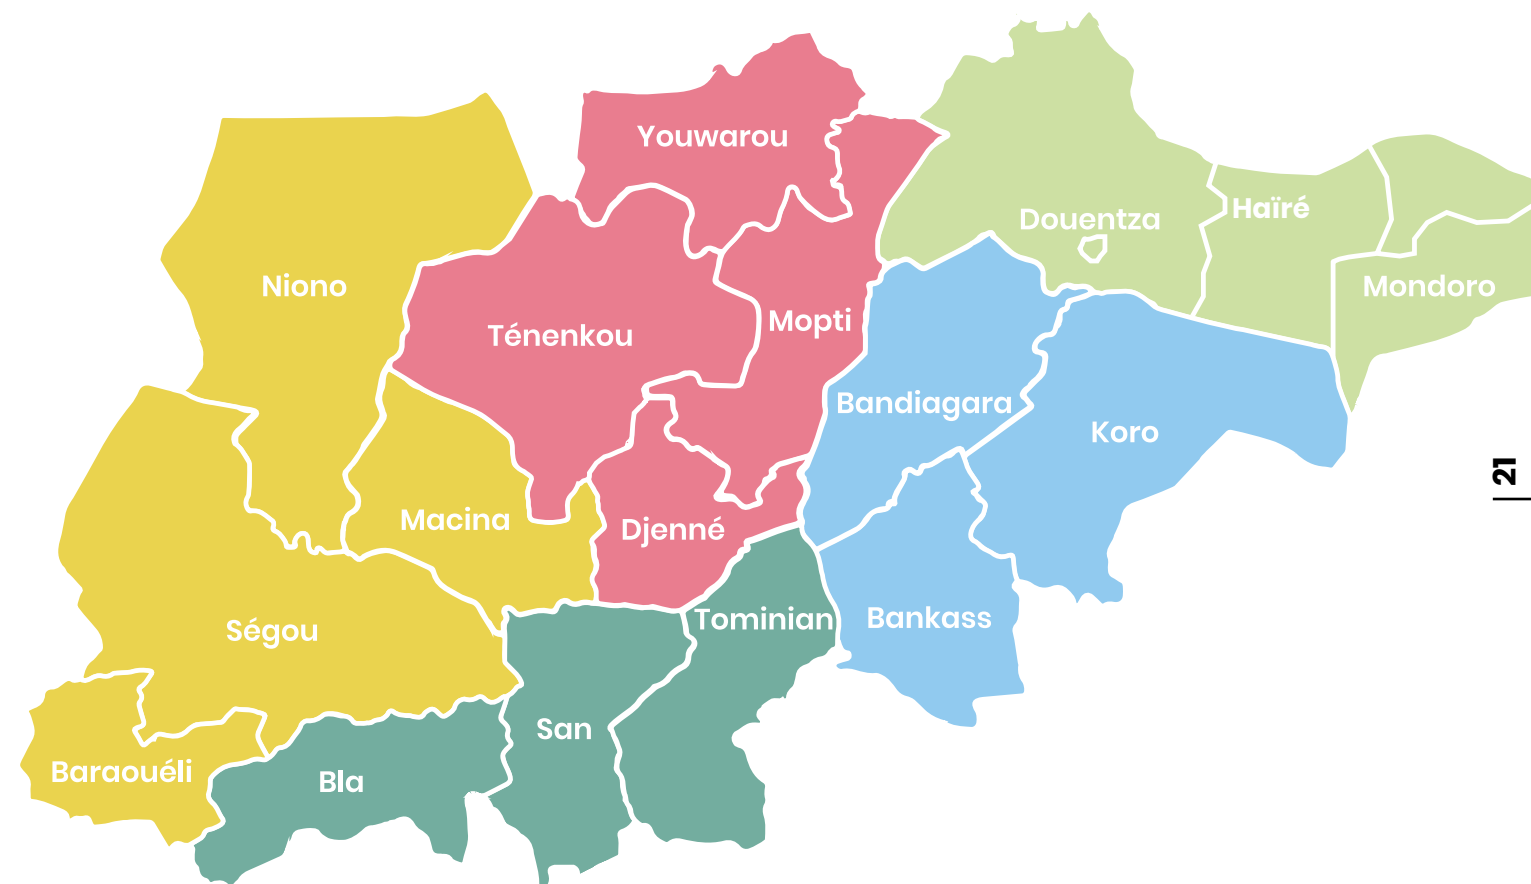 Youwarou
Douentza
Haïré
Niono
Mondoro
Mopti
Ténenkou
Bandiagara
Koro
21
Macina
Djenné
Tominian
Bankass
Ségou
San
Baraouéli
Bla